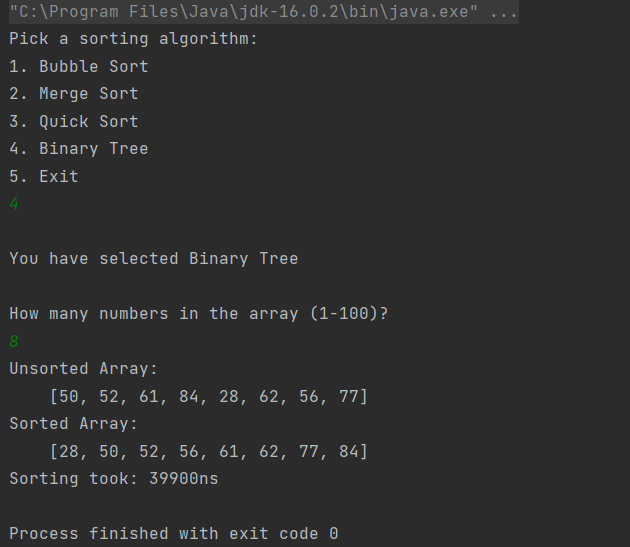 "C:\Program Files\Java\jdk-16.0.2\bin\java.exe" ...
Pick a sorting algorithm:
1. Bubble Sort
2. Merge Sort
3. Quick Sort
4. Binary Tree
5. Exit
4
You have selected Binary Tree
How many numbers in the array (1-100)?
8
Unsorted Array:
[50, 52, 61, 84, 28, 62, 56, 77]
Sorted Array:
[28, 50, 52, 56, 61, 62, 77, 84]
Sorting took: 39900ns
Process finished with exit code 0